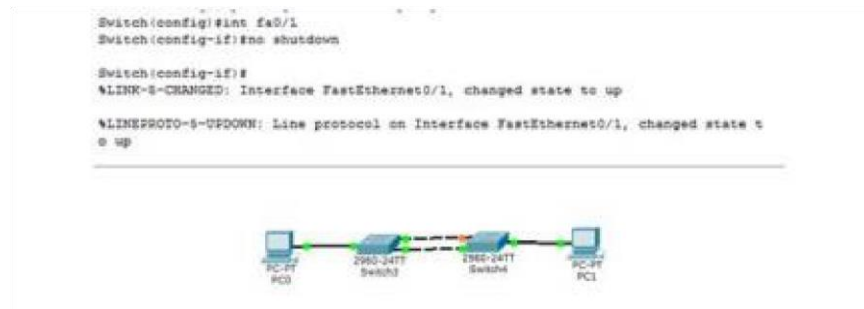 Switch(config)#int fa0/1
Switch(config-if)#no shutdown
Switch(config-if)#
%LINK-5-CHANGED: Interface FastEthernet0/1, changed state to up
%LINEPROTO-5-UPDOWN: Line protocol on Interface FastEthernet0/1, changed state t
o up
PC-PT
PC0
2960-24TT
Switch3
2960-24TT
Switch4
PC-PT
PC1